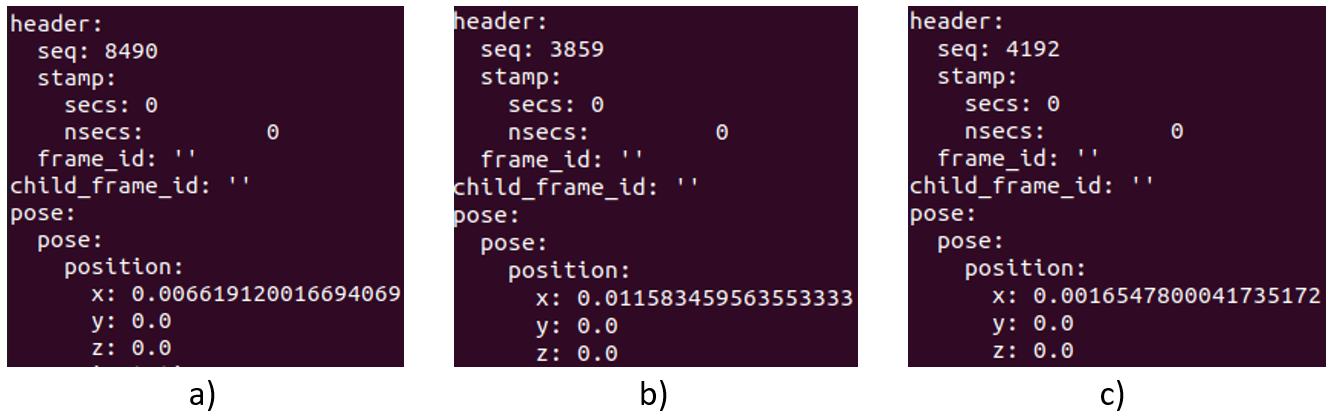 header:
  seq: 8490
  stamp:
    secs: 0
    nsecs:         0
  frame_id: ''
child_frame_id: ''
pose:
  pose:
    position:
      x: 0.006619120016694069
      y: 0.0
      z: 0.0
a)
header:
  seq: 3859
  stamp:
    secs: 0
    nsecs:         0
  frame_id: ''
child_frame_id: ''
pose:
  pose:
    position:
      x: 0.011583459563553333
      y: 0.0
      z: 0.0
b)
header:
  seq: 4192
  stamp:
    secs: 0
    nsecs:         0
  frame_id: ''
child_frame_id: ''
pose:
  pose:
    position:
      x: 0.0016547800041735172
      y: 0.0
      z: 0.0
c)